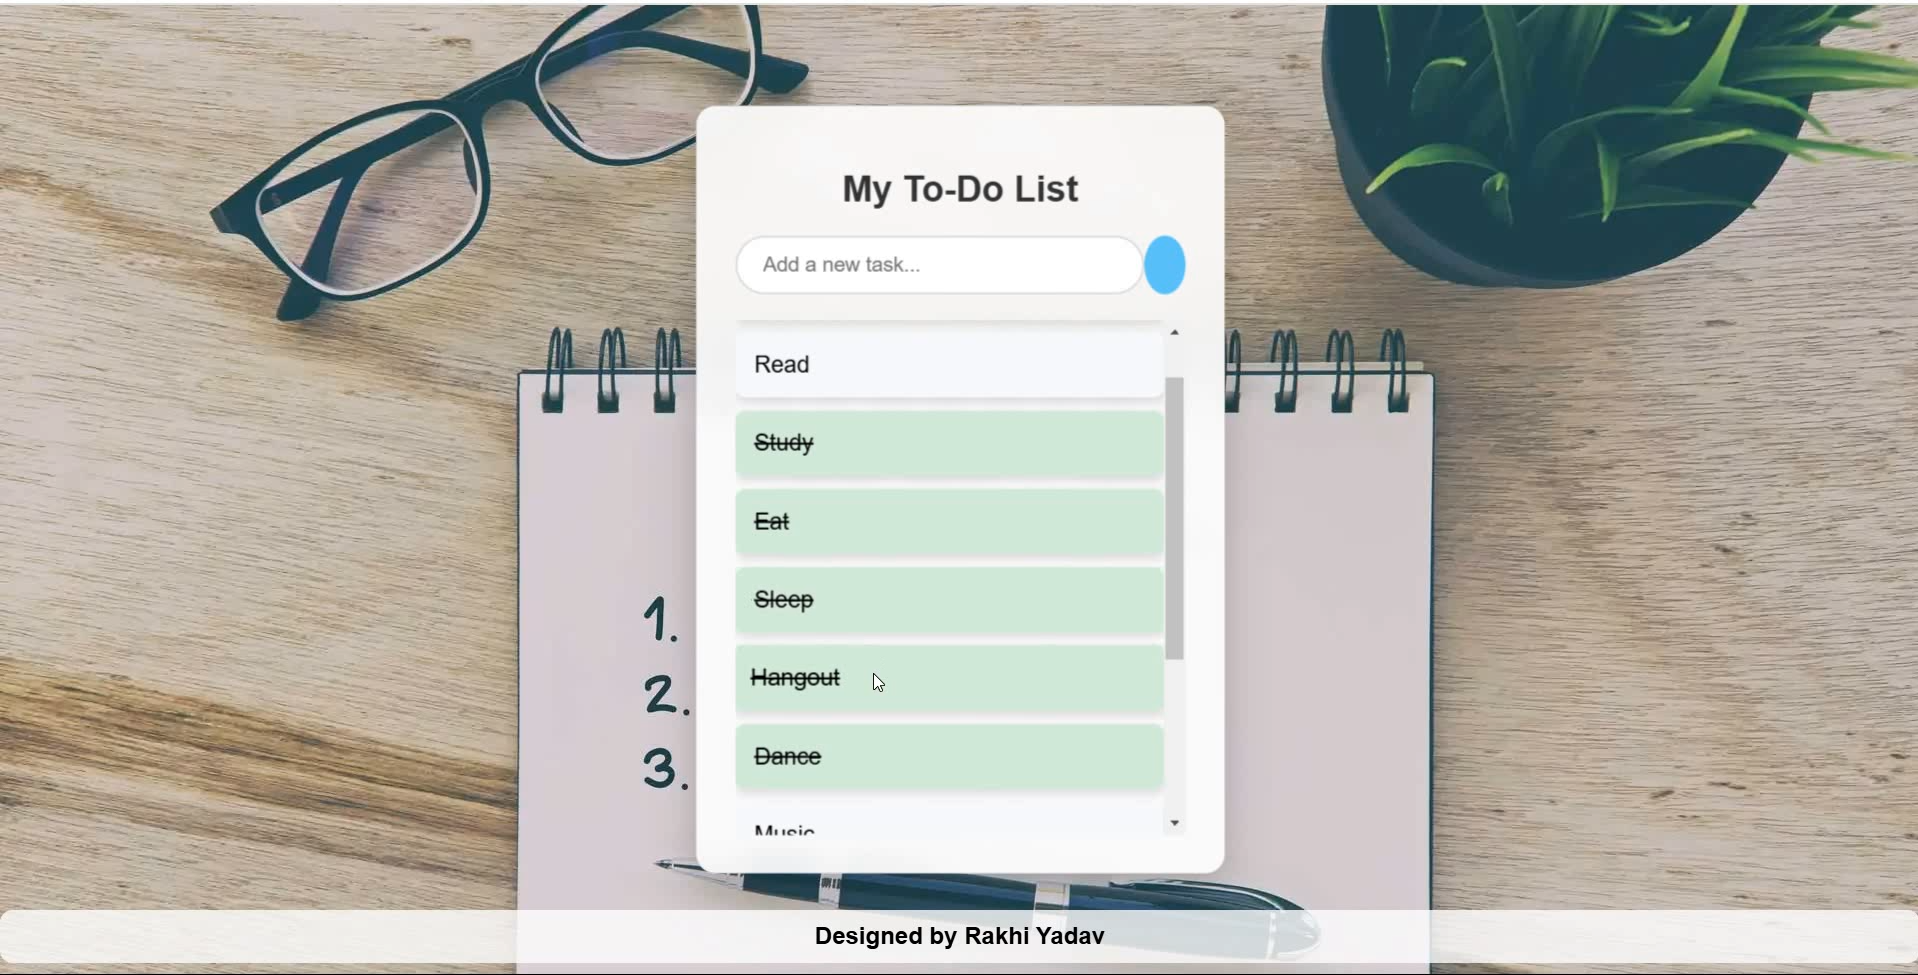 My To-Do List
Add a new task...
Read
Study
Eat
Sleep
Hangout
Dance
Music
1.
2.
3.
Designed by Rakhi Yadav